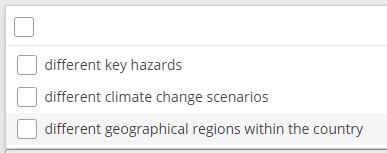 different key hazards
different climate change scenarios
different geographical regions within the country